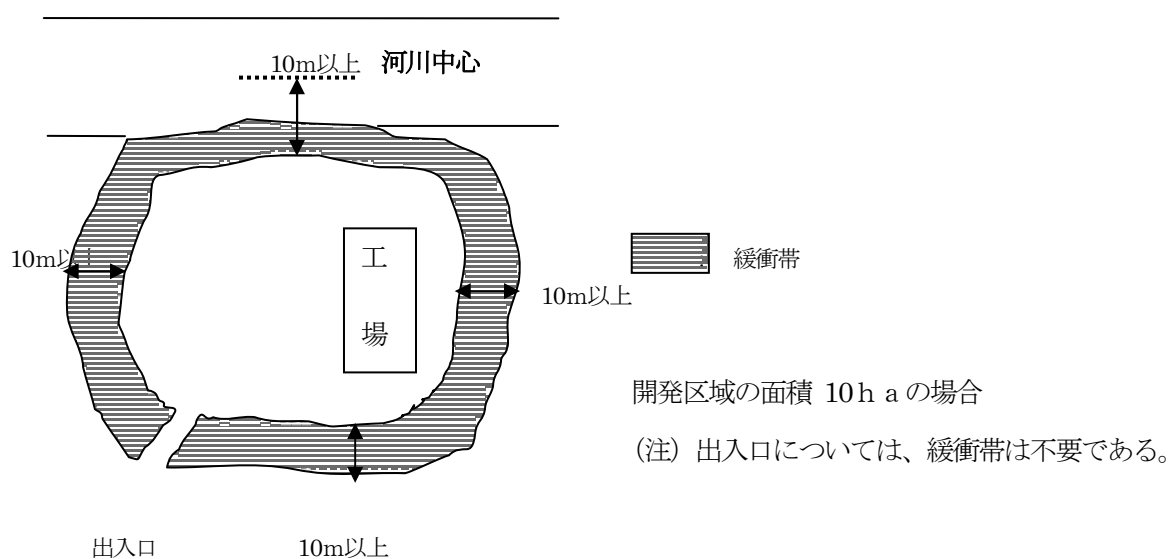 10m以上 河川中心
10m以上
工
場
緩衝帯
10m以上
開発区域の面積 10ｈａの場合
(注) 出入口については、緩衝帯は不要である。
出入口
10m以上